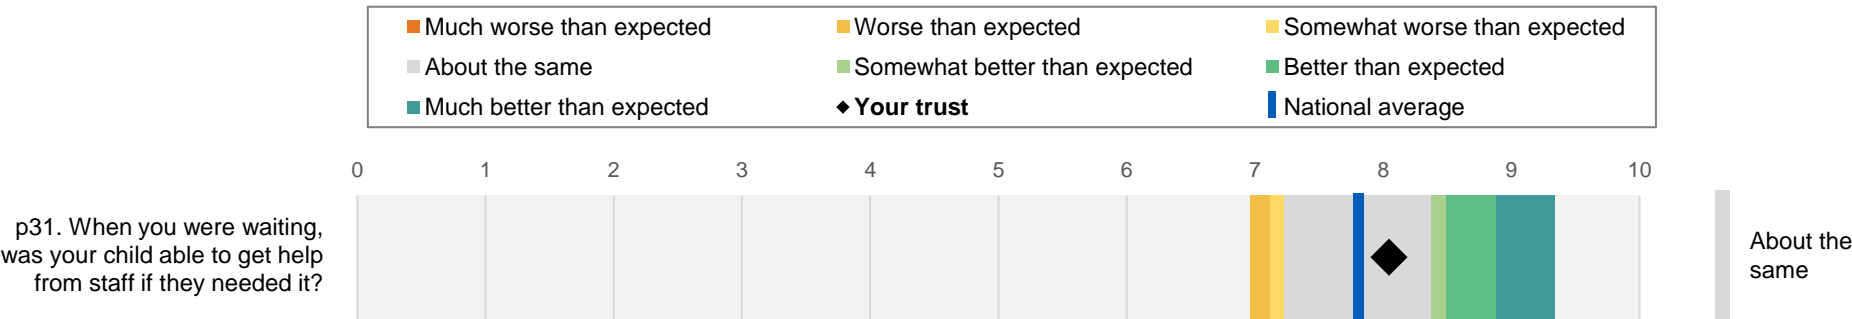 Much worse than expected
Worse than expected
Somewhat worse than expected
About the same
Somewhat better than expected
Better than expected
Much better than expected
Your trust
National average
0 1 2 3 4 5 6 7 8 9 10
p31. When you were waiting,
was your child able to get help
from staff if they needed it?
About the
same